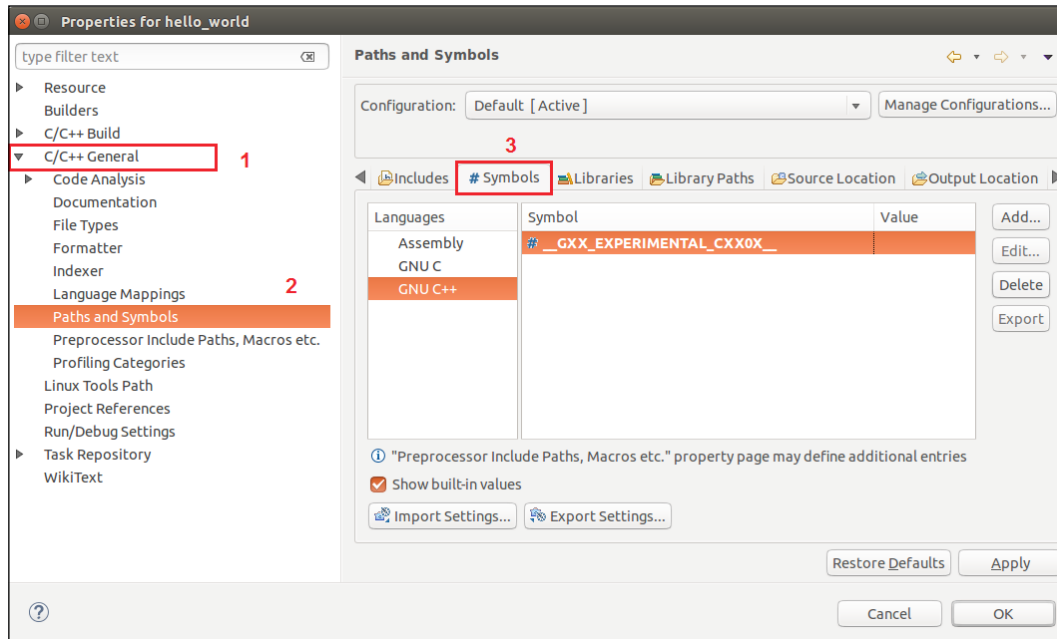 Properties for hello_world
type filter text
Resource
Builders
C/C++ Build
C/C++ General
1
Code Analysis
Documentation
File Types
Formatter
Indexer
Language Mappings
2
Paths and Symbols
Preprocessor Include Paths, Macros etc.
Profiling Categories
Linux Tools Path
Project References
Run/Debug Settings
Task Repository
WikiText
Paths and Symbols
Configuration: Default [ Active ] Manage Configurations...
3
Includes # Symbols Libraries Library Paths Source Location Output Location
Languages
Assembly
GNU C
GNU C++
Symbol Value
# __GXX_EXPERIMENTAL_CXX0X__
Add...
Edit...
Delete
Export
"Preprocessor Include Paths, Macros etc." property page may define additional entries
Show built-in values
Import Settings... Export Settings...
Restore Defaults Apply
? Cancel OK